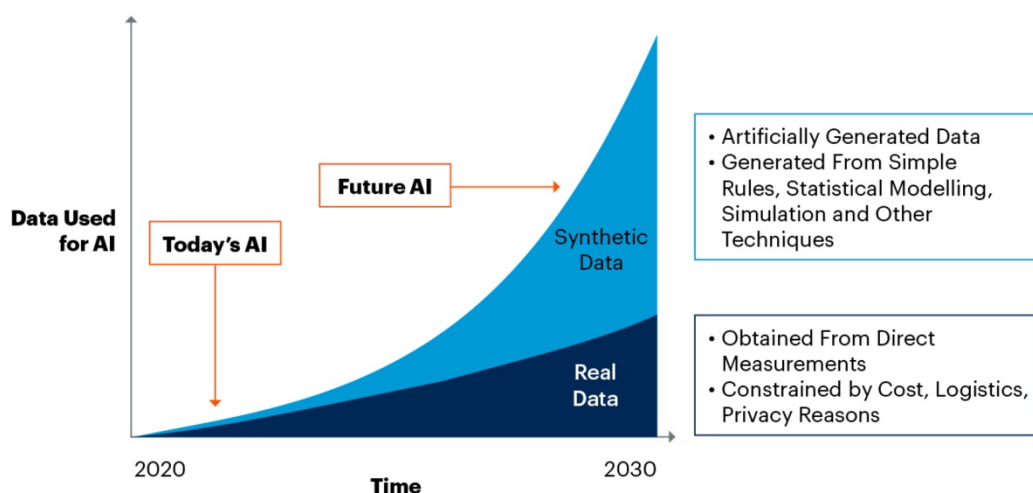 Data Used
for AI
Today's AI
Future AI
Synthetic
Data
Real
Data
2020
2030
Time
• Artificially Generated Data
• Generated From Simple
Rules, Statistical Modelling,
Simulation and Other
Techniques
• Obtained From Direct
Measurements
• Constrained by Cost, Logistics,
Privacy Reasons